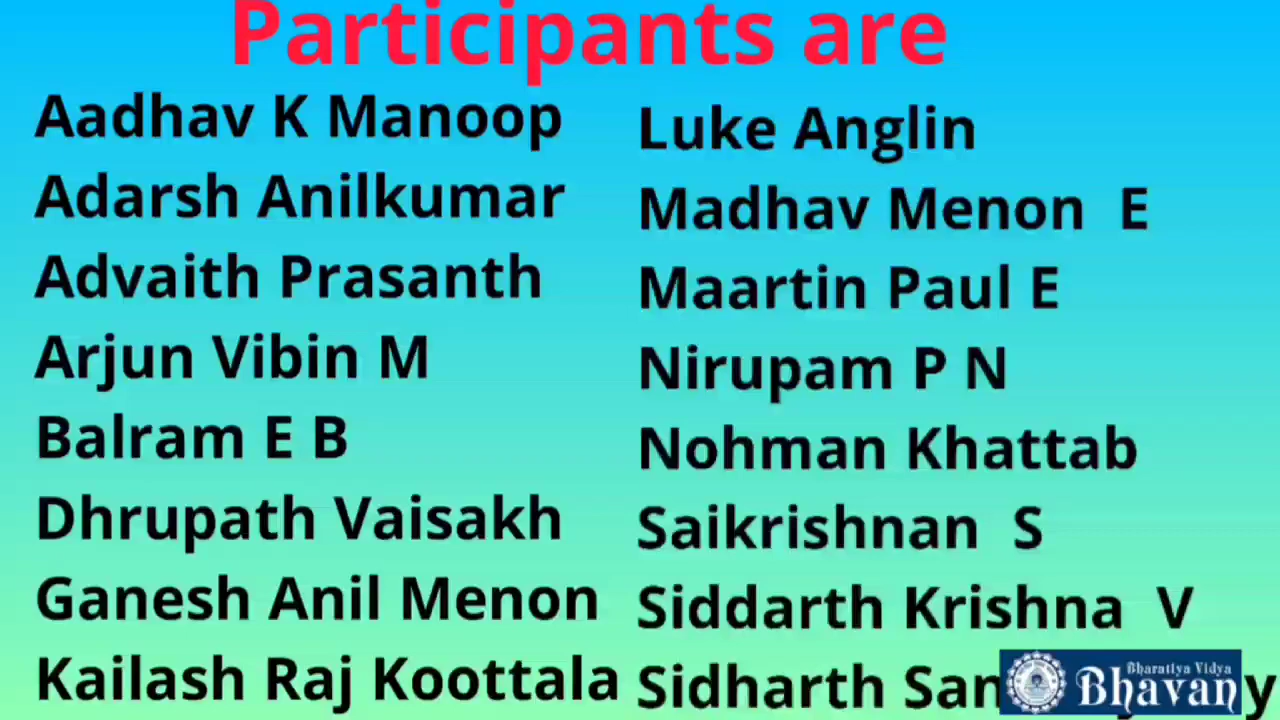 Participants are
Aadhav K Manoop
Adarsh Anilkumar
Advaith Prasanth
Arjun Vibin M
Balram E B
Dhrupath Vaisakh
Ganesh Anil Menon
Kailash Raj Koottala
Luke Anglin
Madhav Menon E
Maartin Paul E
Nirupam P N
Nohman Khattab
Saikrishnan S
Siddarth Krishna V
Sidharth
Bharatiya Vidya
Bhavan